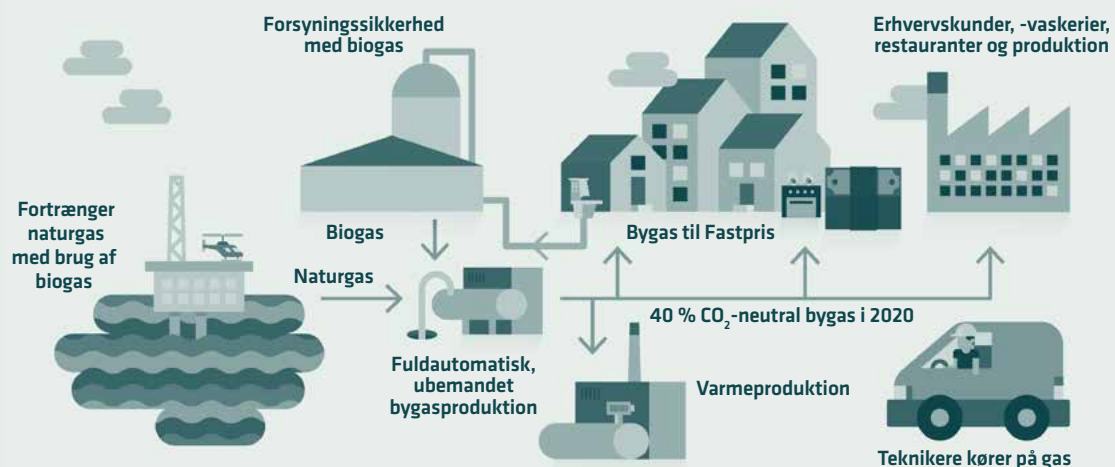 Forsyningssikkerhed
med biogas
Erhvervskunder, -vaskerier,
restauranter og produktion
Fortrænger
naturgas
med brug af
biogas
Biogas
Bygas til Fastpris
Naturgas
40 % CO₂-neutral bygas i 2020
Fuldautomatisk,
ubemandet
bygasproduktion
Varmeproduktion
Teknikere kører på gas